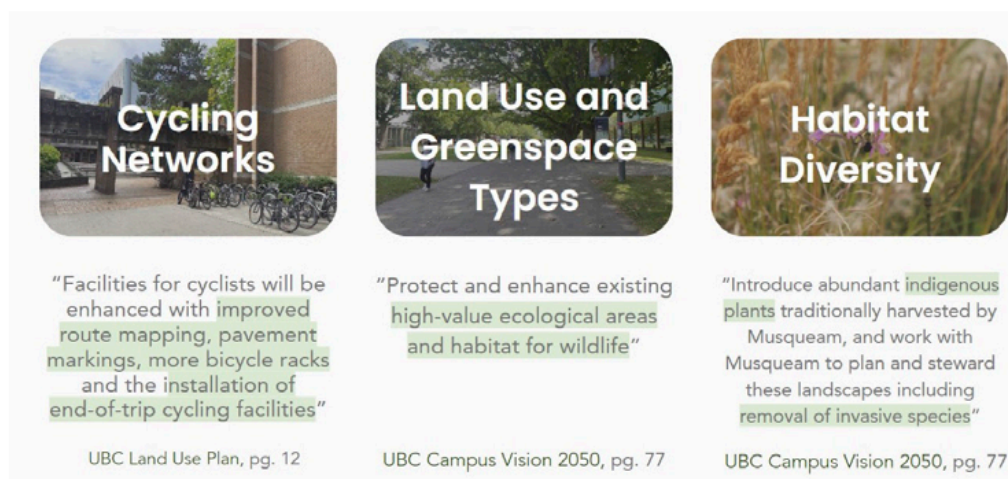 Cycling
Networks
“Facilities for cyclists will be
enhanced with improved
route mapping, pavement
markings, more bicycle racks
and the installation of
end-of-trip cycling facilities”
UBC Land Use Plan, pg. 12
Land Use and
Greenspace
Types
“Protect and enhance existing
high-value ecological areas
and habitat for wildlife”
UBC Campus Vision 2050, pg. 77
Habitat
Diversity
“Introduce abundant indigenous
plants traditionally harvested by
Musqueam, and work with
Musqueam to plan and steward
these landscapes including
removal of invasive species”
UBC Campus Vision 2050, pg. 77